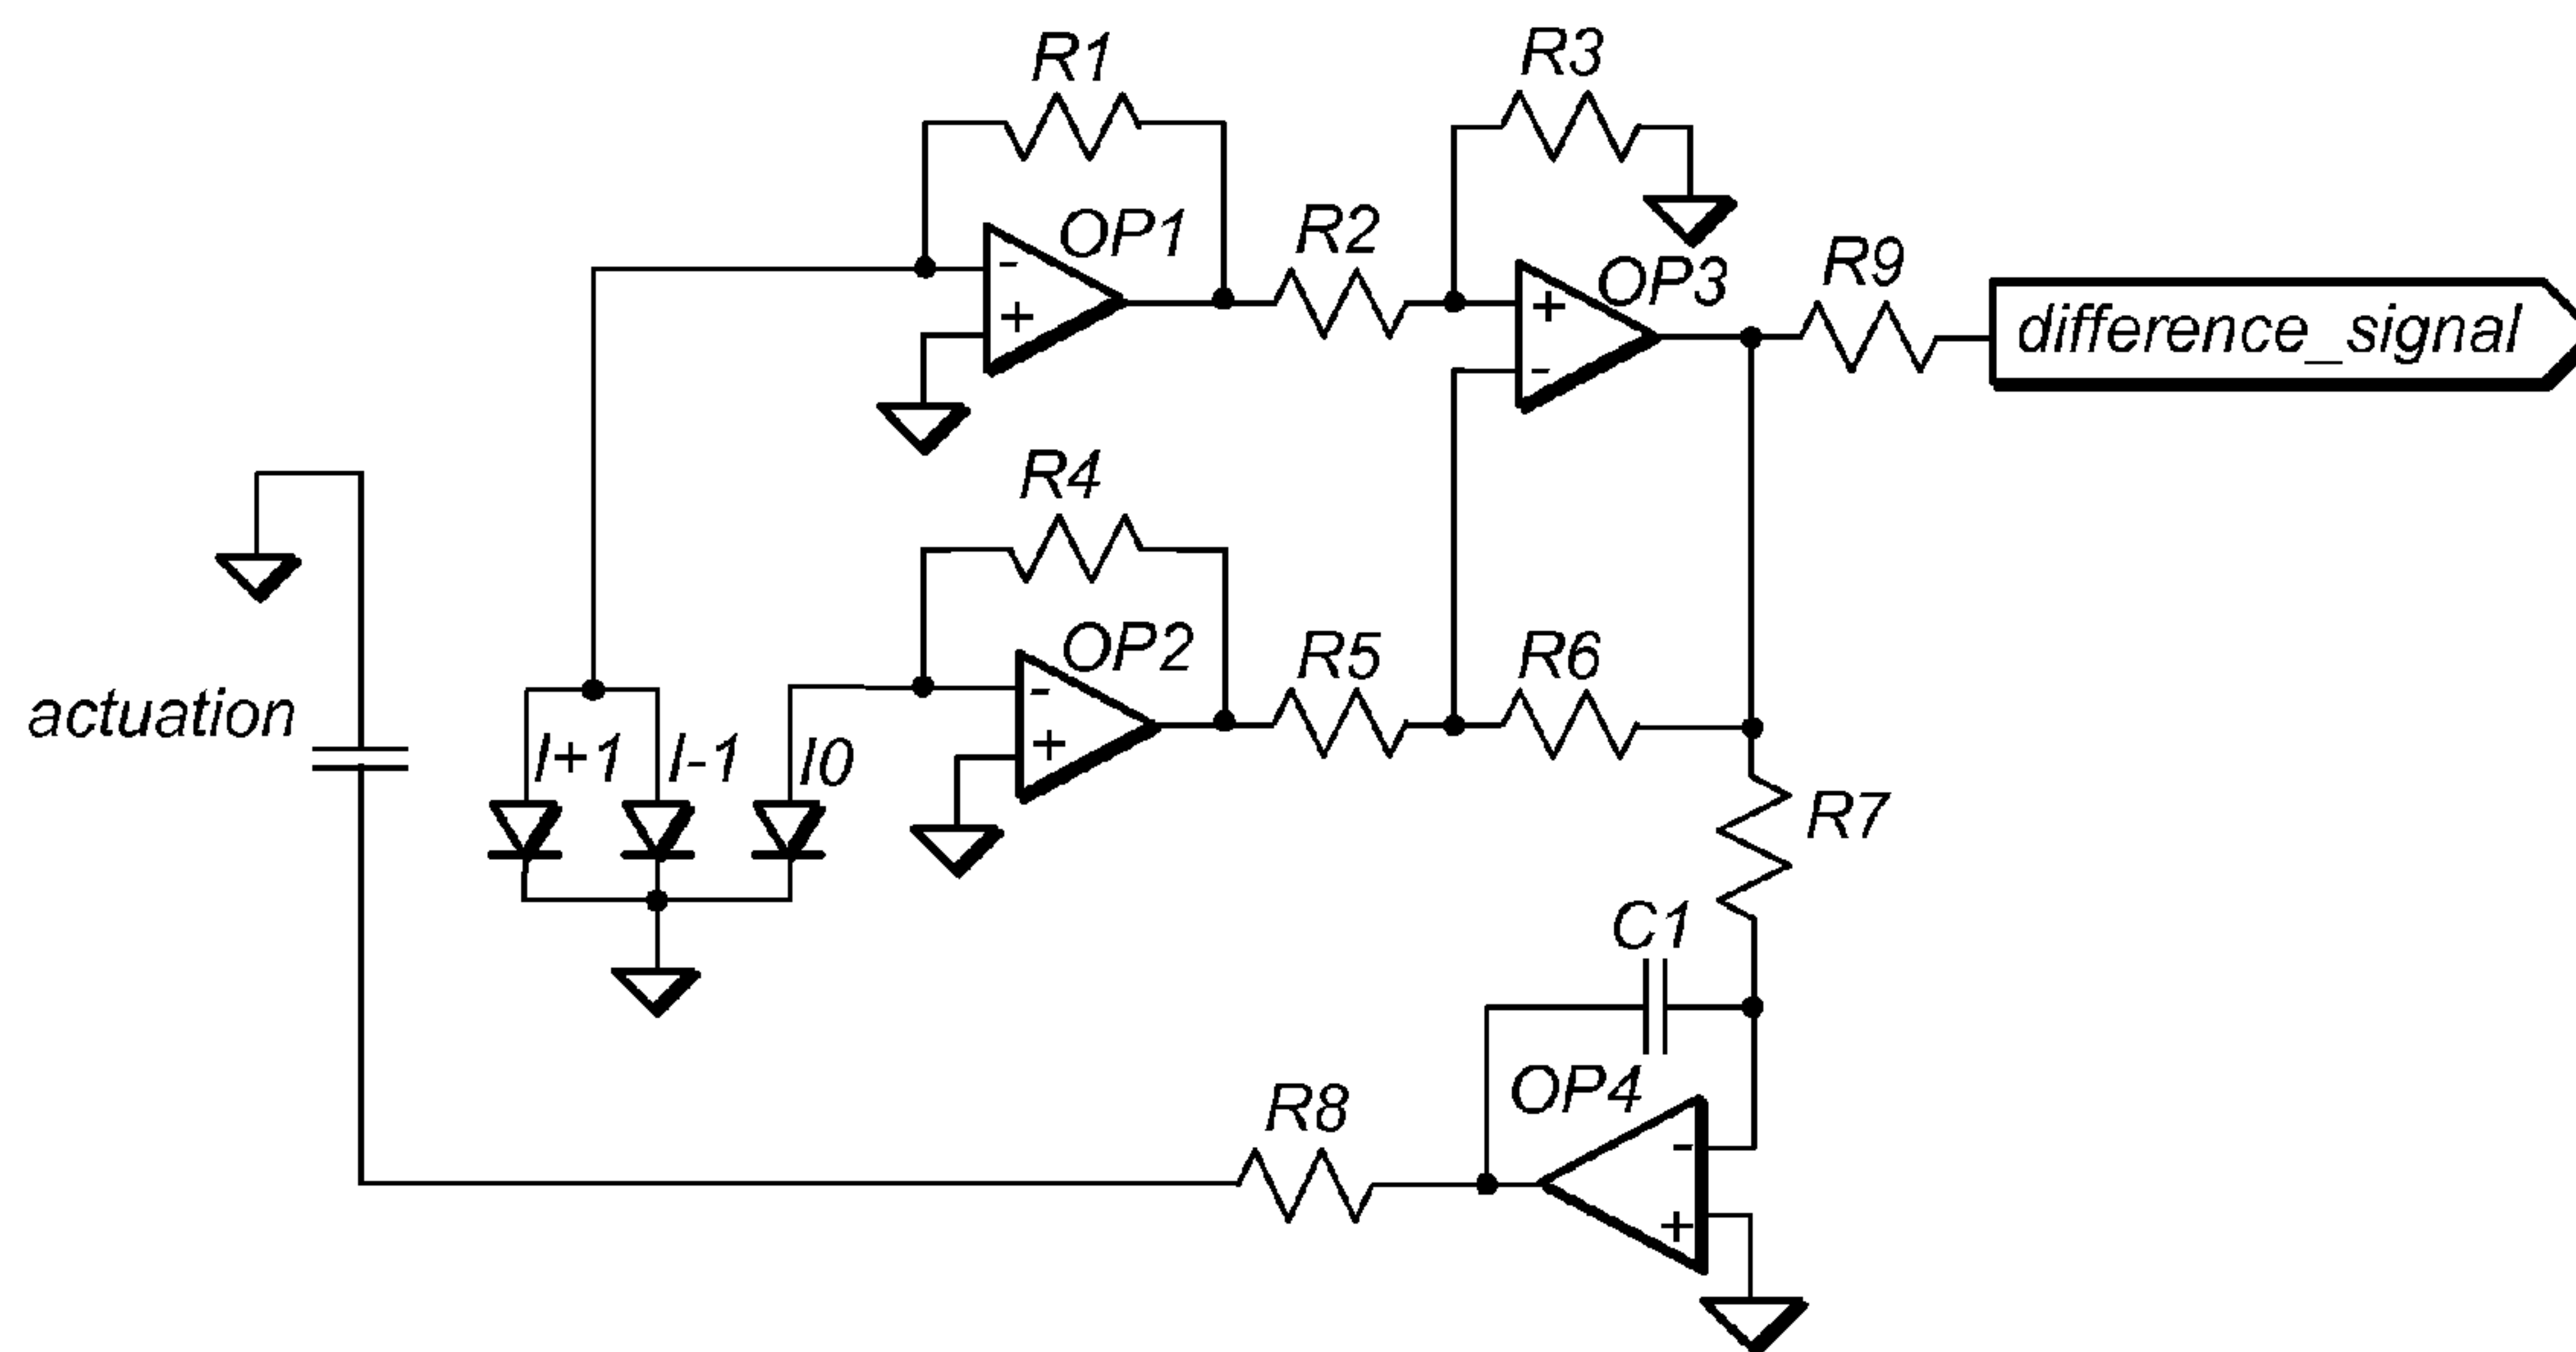 R1
R3
OP1
R2
OP3
R9
-
+
+
-
difference_signal
R4
OP2
R5
R6
actuation
I+1
I-1
I0
-
+
R7
C1
OP4
R8
-
+